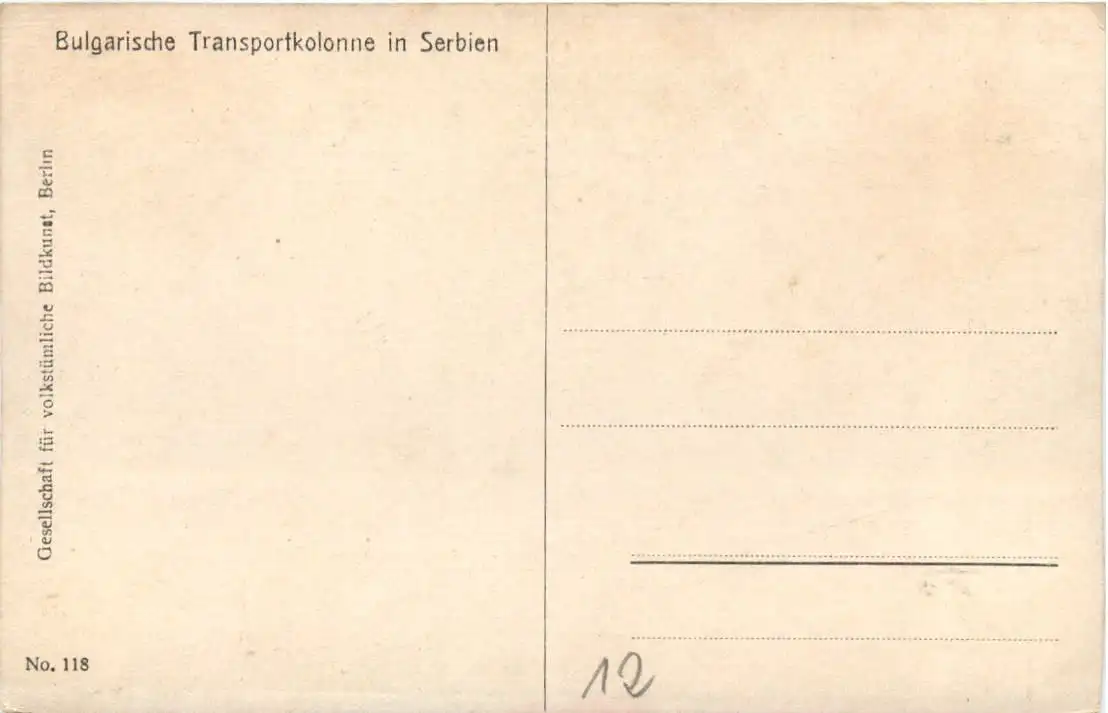 Bulgarische Transportkolonne in Serbien
Gesellschaft für volkstümliche Bildkunst, Berlin
No. 118
12